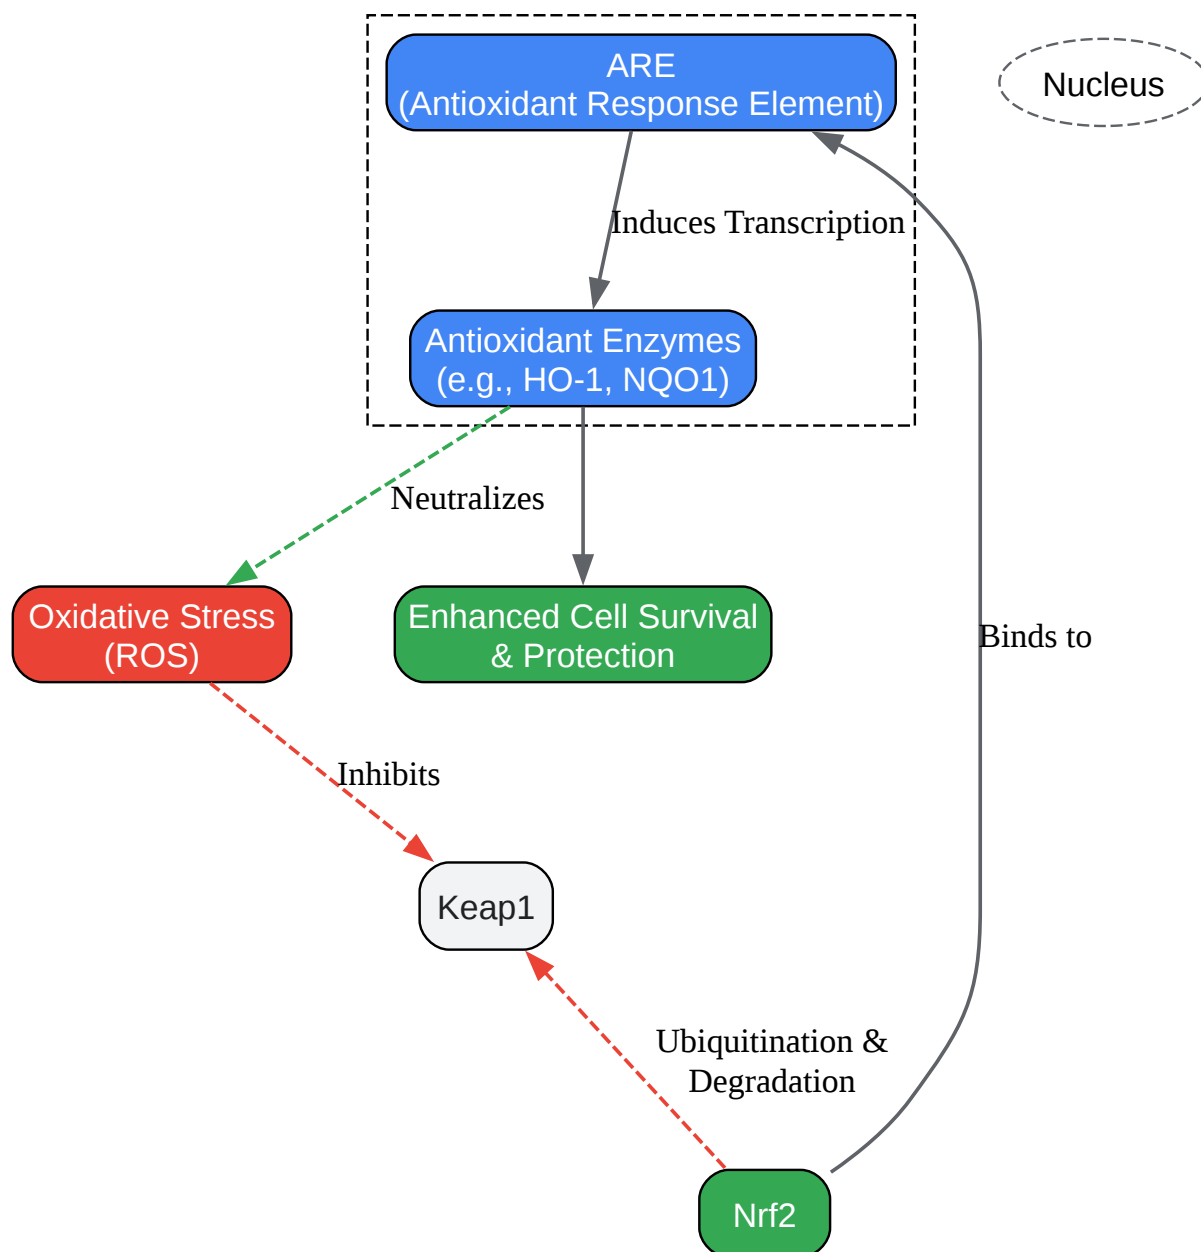 ARE
(Antioxidant Response Element)
Nucleus
Induces Transcription
Antioxidant Enzymes
(e.g., HO-1, NQO1)
Neutralizes
Oxidative Stress
(ROS)
Enhanced Cell Survival
& Protection
Binds to
Inhibits
Keap1
Ubiquitination &
Degradation
Nrf2